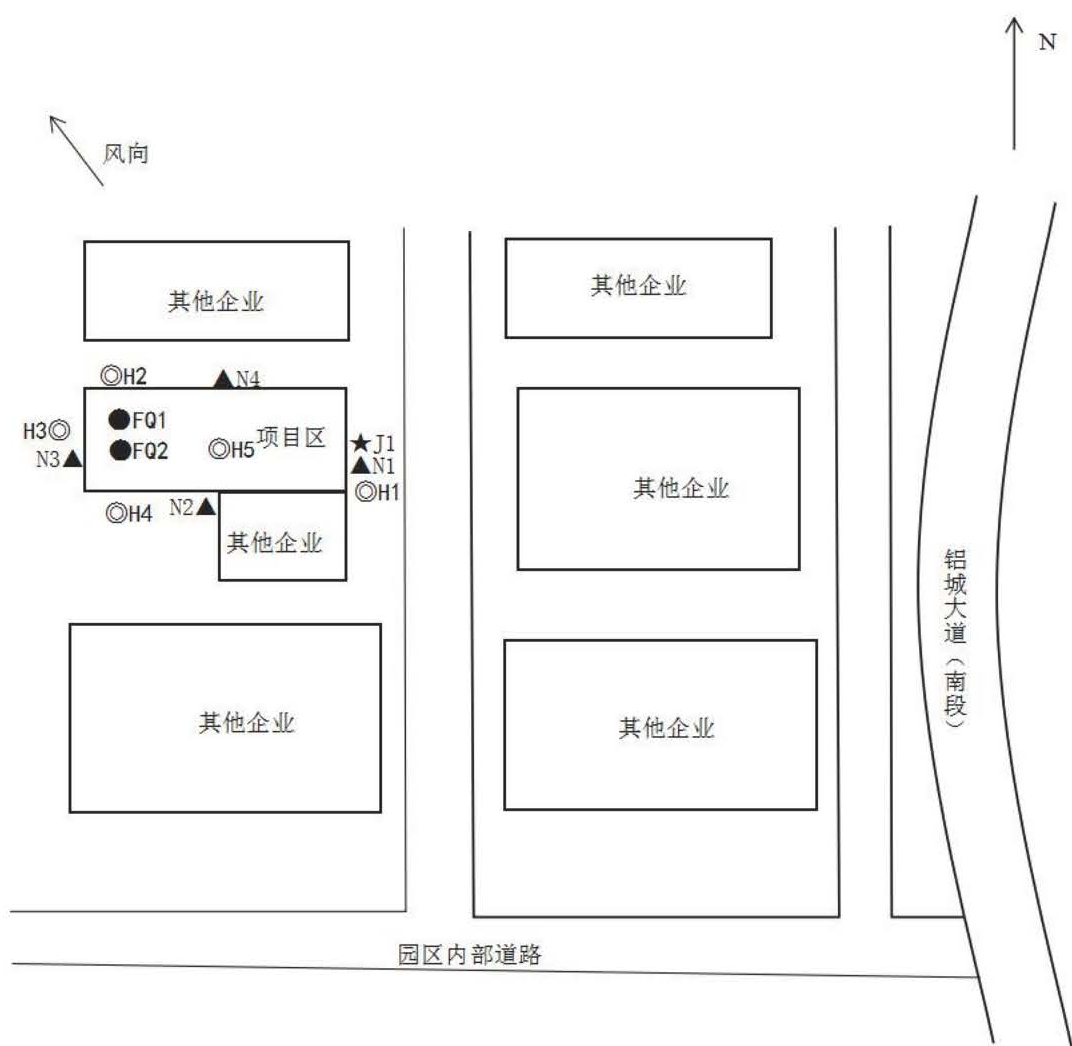 N
风向
其他企业
其他企业
◎H2
▲N4
H3◎
●FQ1
●FQ2
◎H5
项目区
★J1
N3▲
▲N1
◎H1
◎H4
N2▲
其他企业
其他企业
其他企业
其他企业
铝城大道（南段）
园区内部道路